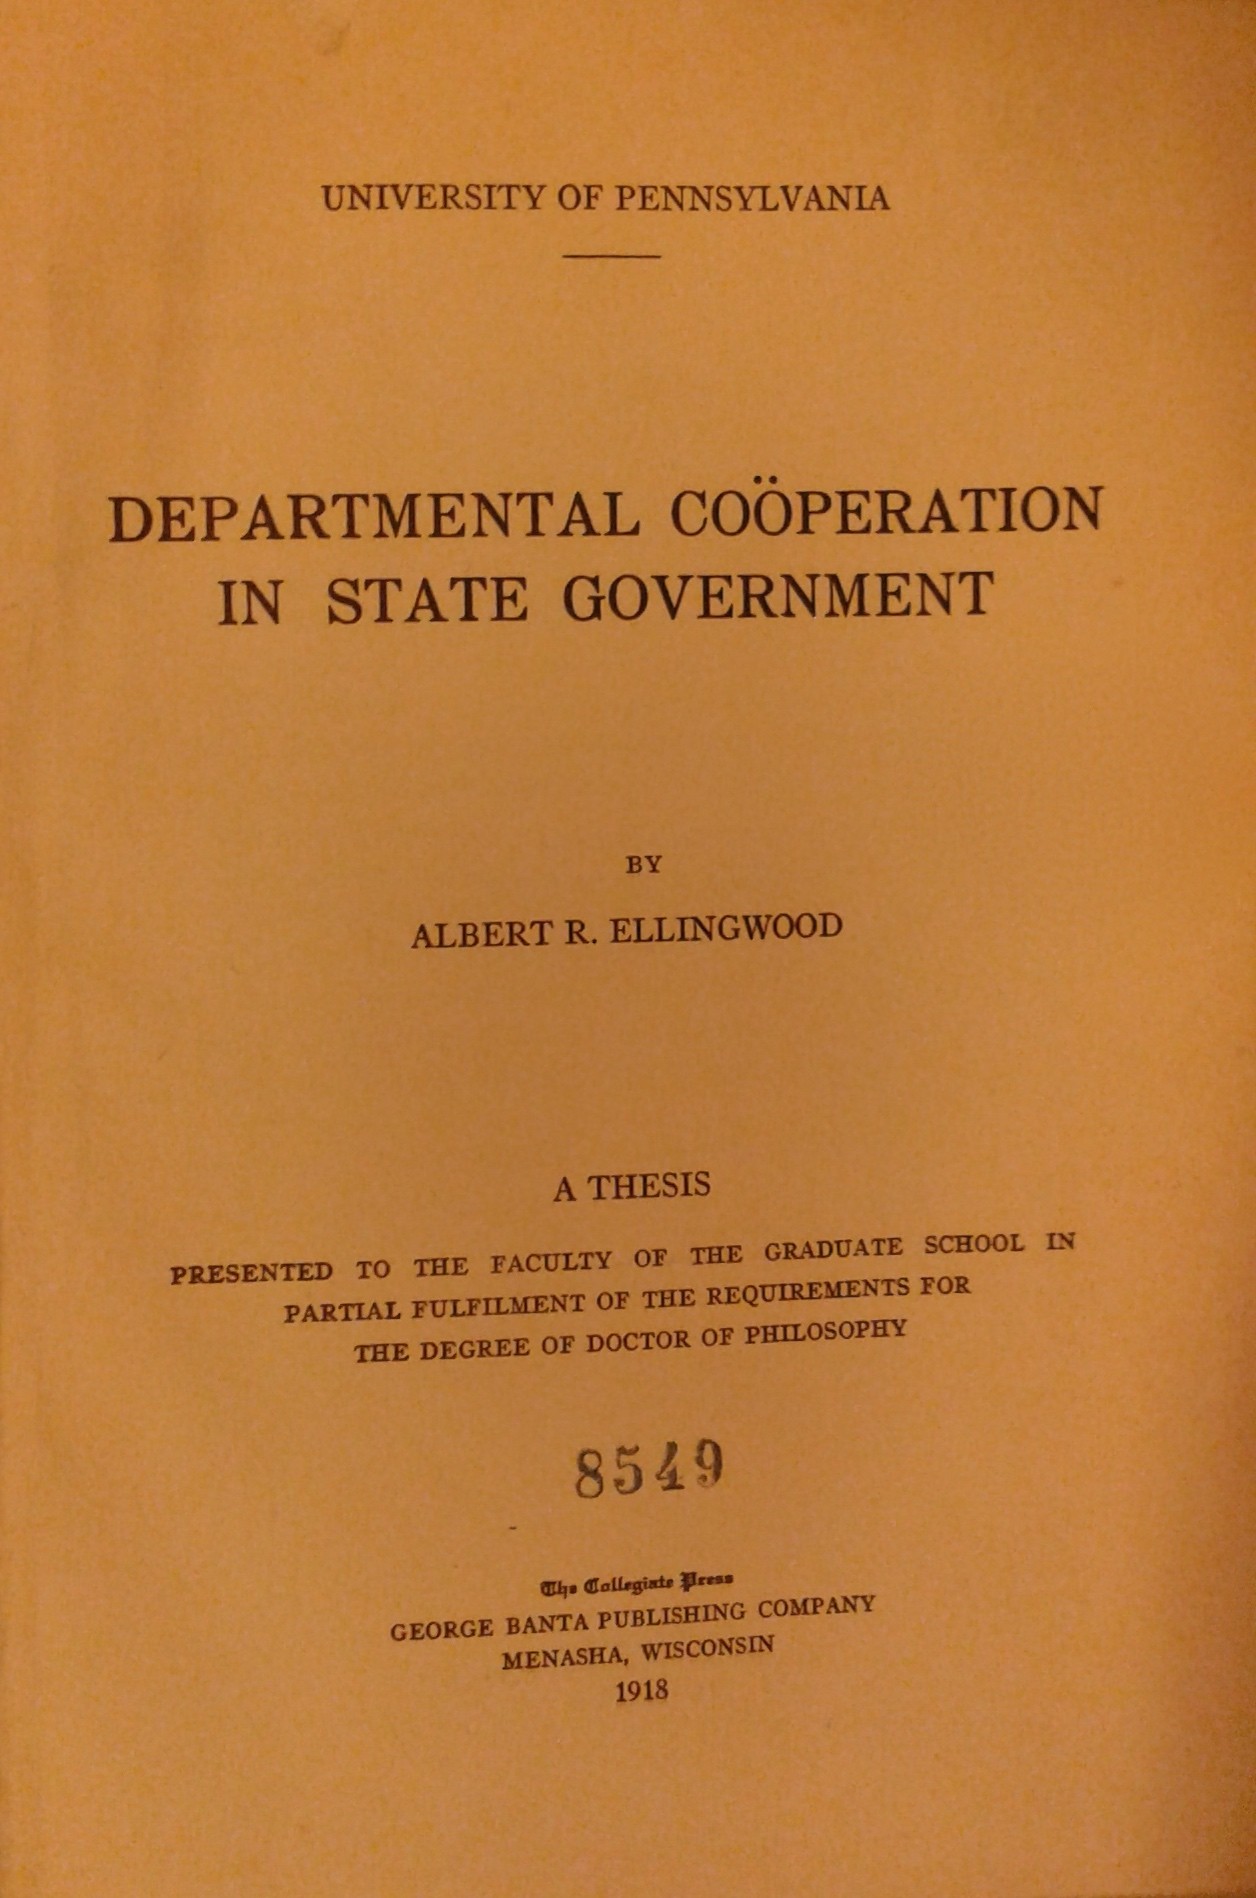 UNIVERSITY OF PENNSYLVANIA
DEPARTMENTAL COÖPERATION
IN STATE GOVERNMENT
BY
ALBERT R. ELLINGWOOD
A THESIS
PRESENTED TO THE FACULTY OF THE GRADUATE SCHOOL IN
PARTIAL FULFILMENT OF THE REQUIREMENTS FOR
THE DEGREE OF DOCTOR OF PHILOSOPHY
8549
The Collegiate Press
GEORGE BANTA PUBLISHING COMPANY
MENASHA, WISCONSIN
1918